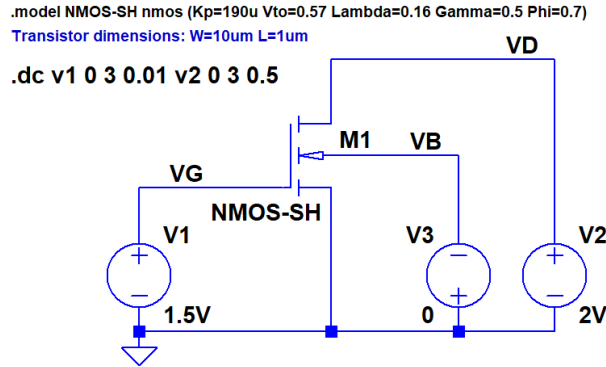 .model NMOS-SH nmos (Kp=190u Vto=0.57 Lambda=0.16 Gamma=0.5 Phi=0.7)
Transistor dimensions: W=10um L=1um
.dc v1 0 3 0.01 v2 0 3 0.5
VD
M1
VB
VG
NMOS-SH
V1
V3
V2
1.5V
0
2V